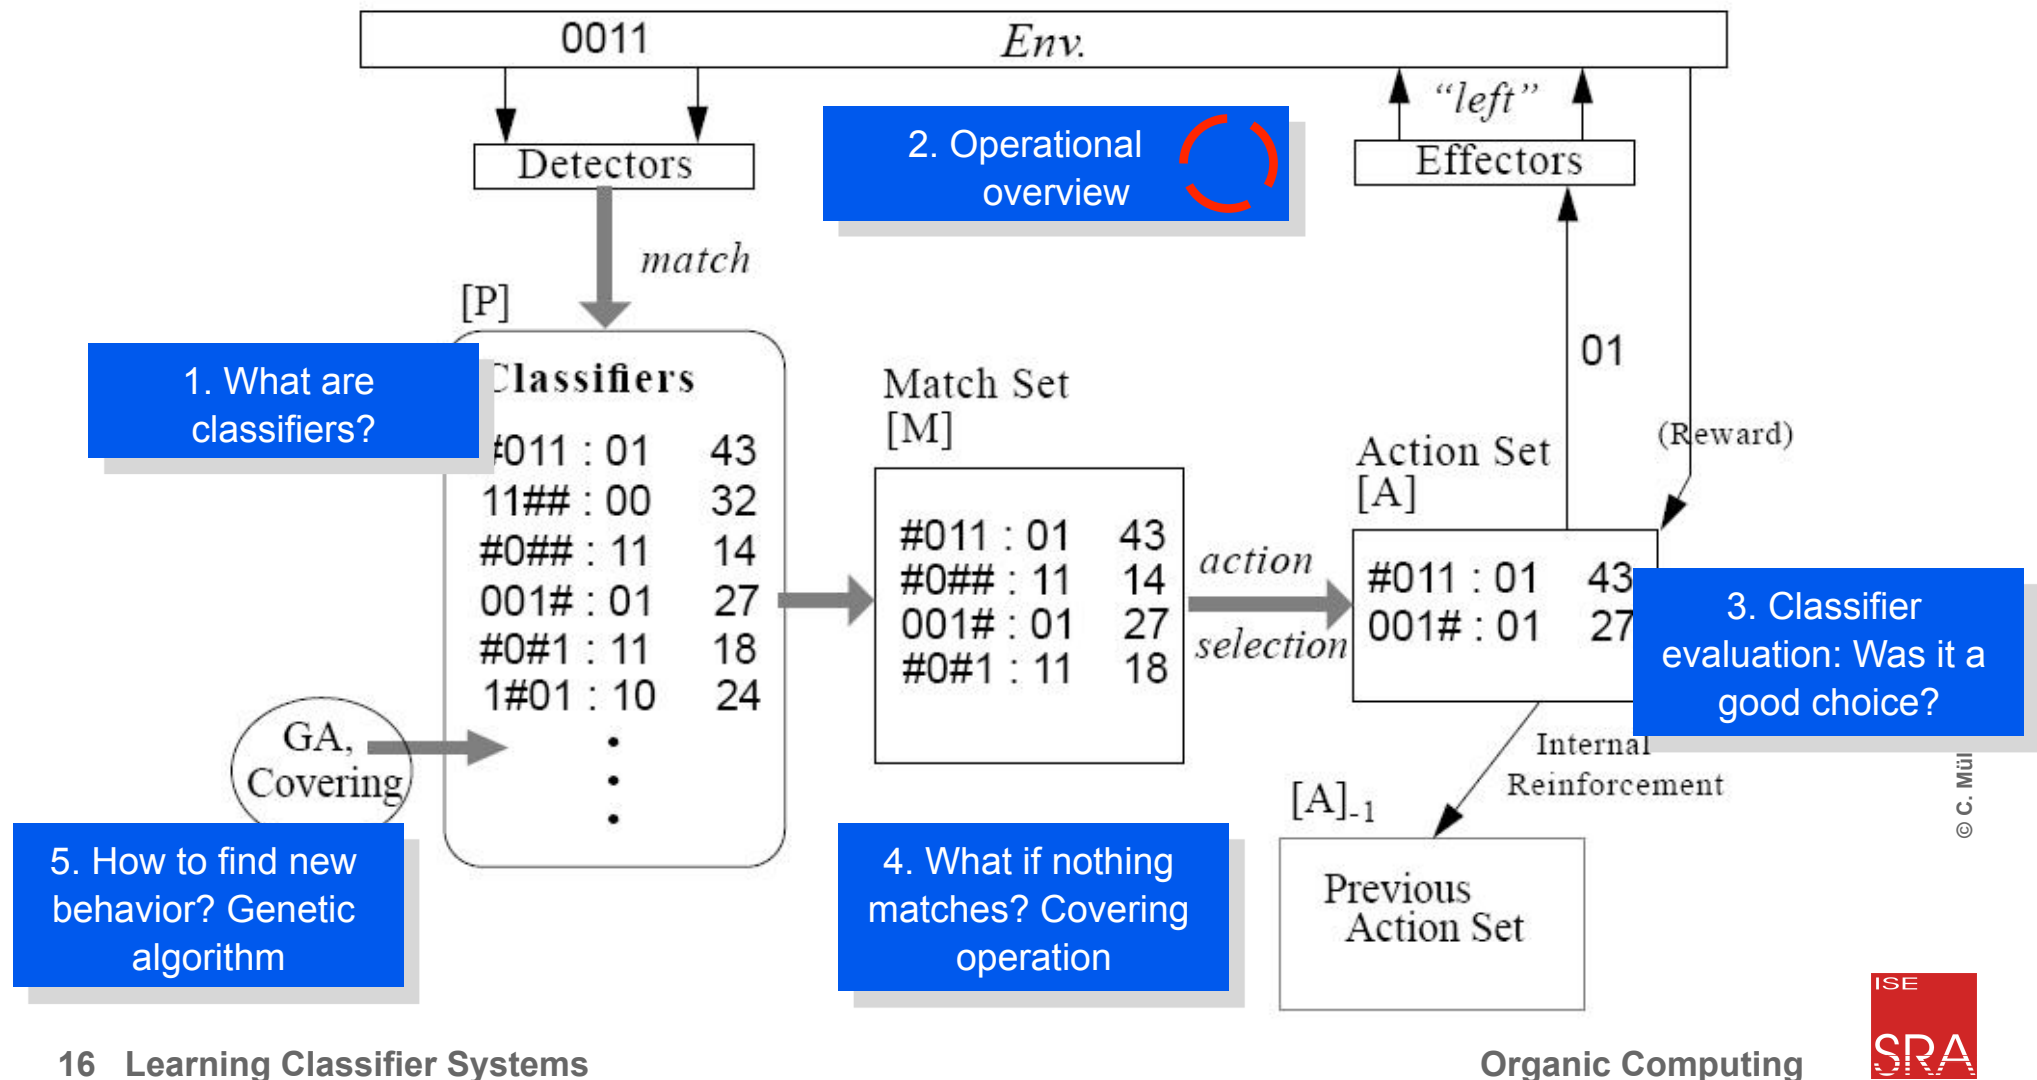 0011
Env.
"left"
Detectors
2. Operational
overview
Effectors
match
[P]
1. What are
classifiers?
Classifiers
#011 : 01 43
11## : 00 32
#0## : 11 14
001# : 01 27
#0#1 : 11 18
1#01 : 10 24
Match Set
[M]
#011 : 01 43
#0## : 11 14
001# : 01 27
#0#1 : 11 18
action
selection
01
(Reward)
Action Set
[A]
#011 : 01 43
001# : 01 27
3. Classifier
evaluation: Was it a
good choice?
GA,
Covering
Internal
Reinforcement
[A]-1
Previous
Action Set
5. How to find new
behavior? Genetic
algorithm
4. What if nothing
matches? Covering
operation
© C. Mül
ISE
SRA
16 Learning Classifier Systems
Organic Computing